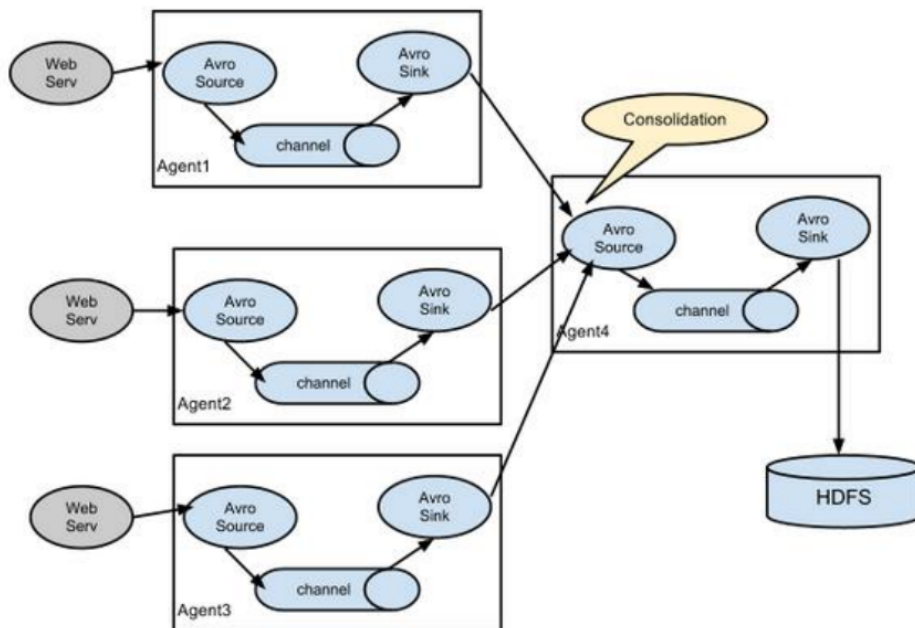 Web
Serv
Avro
Source
channel
Avro
Sink
Agent1
Consolidation
Web
Serv
Avro
Source
channel
Avro
Sink
Agent2
Avro
Source
channel
Avro
Sink
Agent4
Web
Serv
Avro
Source
channel
Avro
Sink
Agent3
HDFS